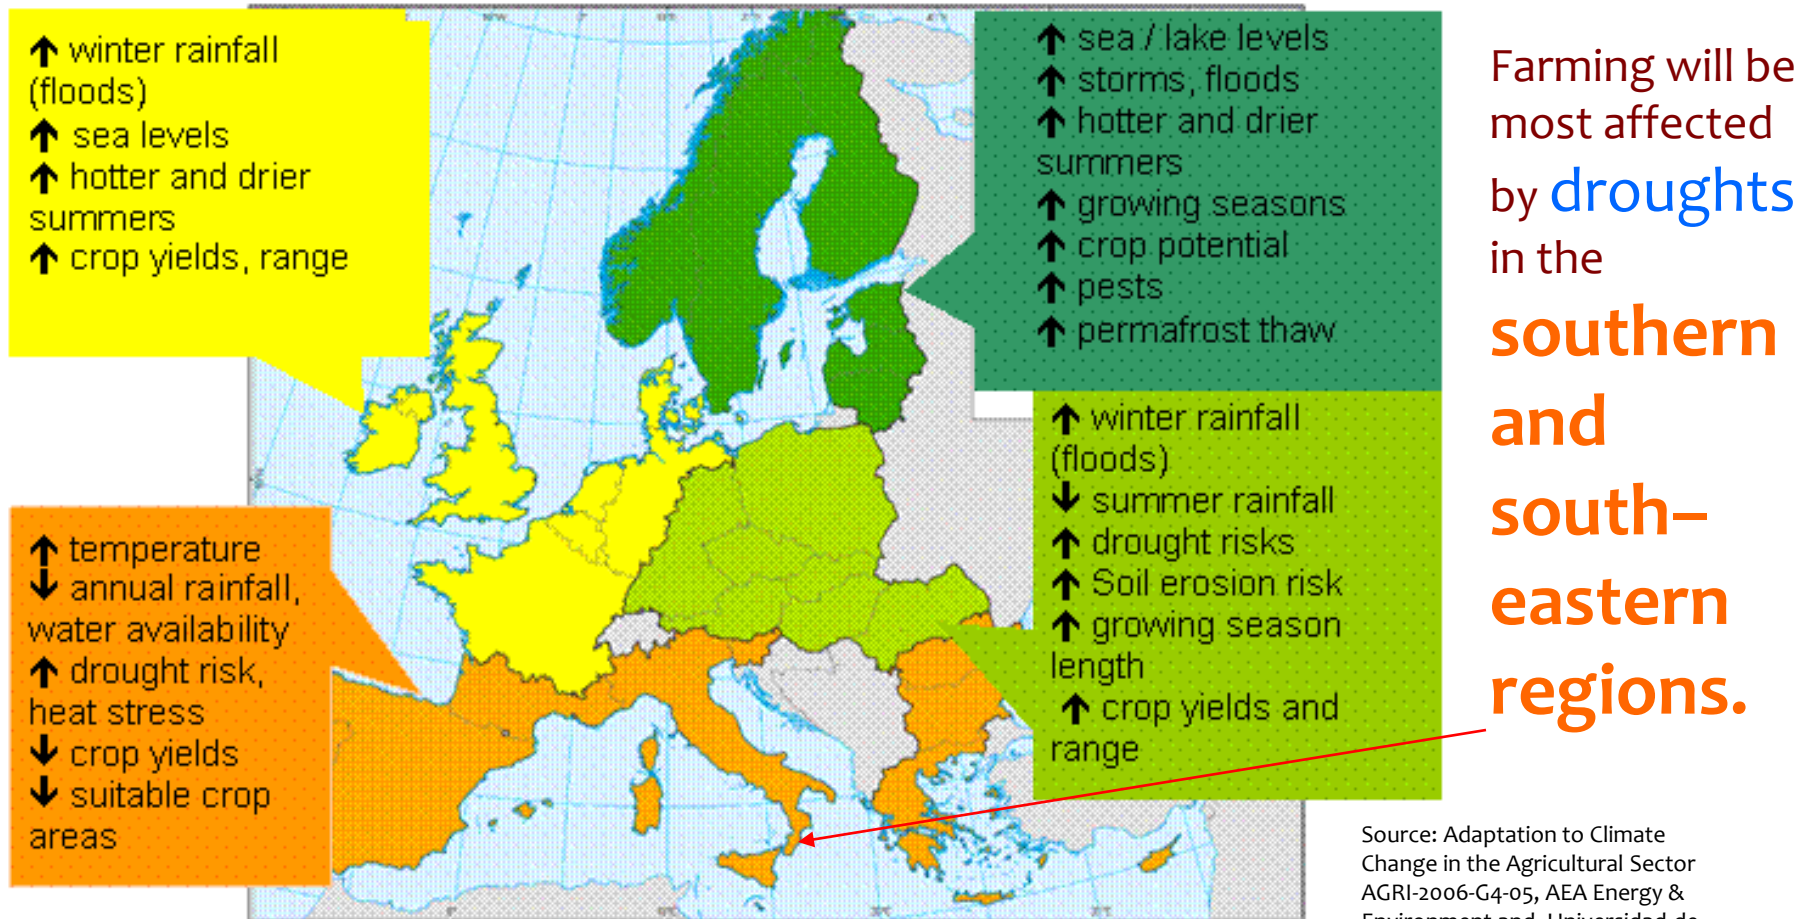 ↑ winter rainfall
(floods)
↑ sea levels
↑ hotter and drier
summers
↑ crop yields, range
↑ sea / lake levels
↑ storms, floods
↑ hotter and drier
summers
↑ growing seasons
↑ crop potential
↑ pests
↑ permafrost thaw
↑ winter rainfall
(floods)
↓ summer rainfall
↑ drought risks
↑ Soil erosion risk
↑ growing season
length
↑ crop yields and
range
↑ temperature
↓ annual rainfall,
water availability
↑ drought risk,
heat stress
↓ crop yields
↓ suitable crop
areas
Farming will be
most affected
by droughts
in the
southern
and
south–
eastern
regions.
Source: Adaptation to Climate
Change in the Agricultural Sector
AGRI-2006-G4-05, AEA Energy &
Environment and Universidad de